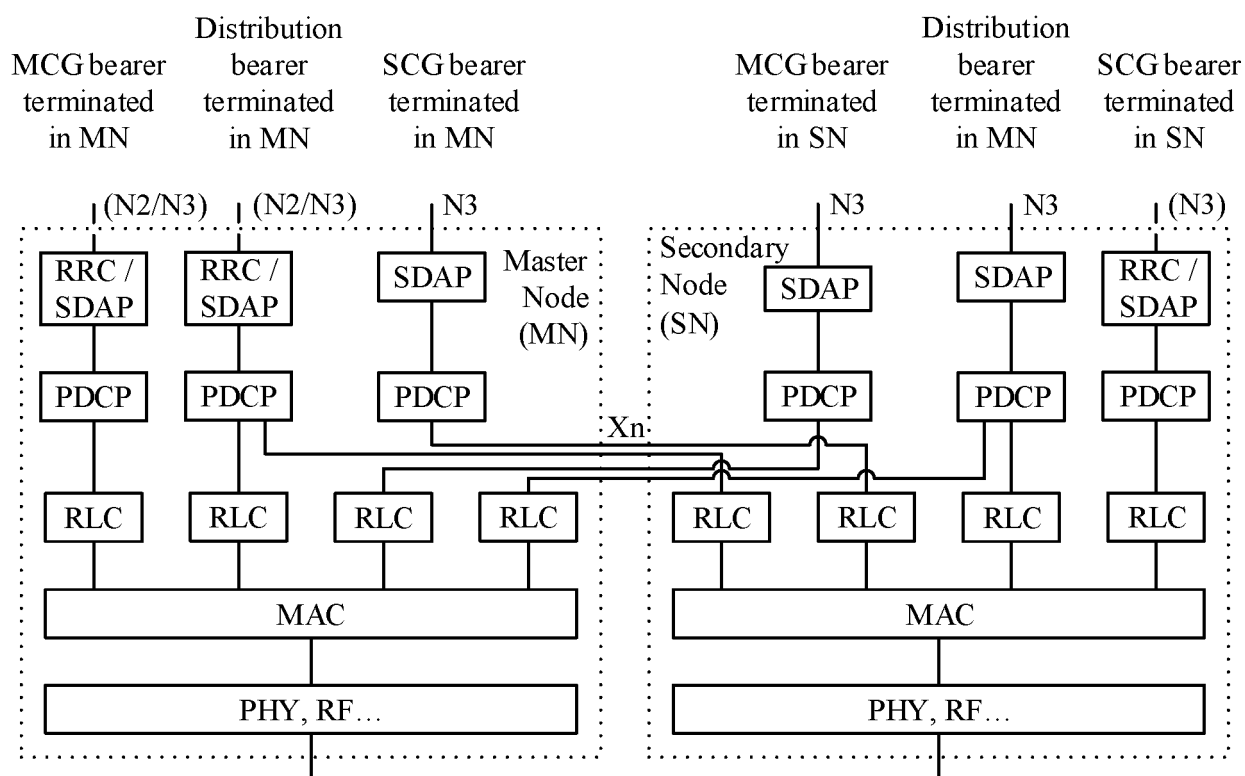 MCG bearer
terminated
in MN
Distribution
bearer
terminated
in MN
SCG bearer
terminated
in MN
MCG bearer
terminated
in SN
Distribution
bearer
terminated
in MN
SCG bearer
terminated
in SN
(N2/N3)
(N2/N3)
N3
N3
N3
(N3)
RRC /
SDAP
RRC /
SDAP
SDAP
Master
Node
(MN)
Secondary
Node
(SN)
SDAP
SDAP
RRC /
SDAP
PDCP
PDCP
PDCP
PDCP
PDCP
PDCP
Xn
RLC
RLC
RLC
RLC
RLC
RLC
RLC
RLC
MAC
MAC
PHY, RF...
PHY, RF...